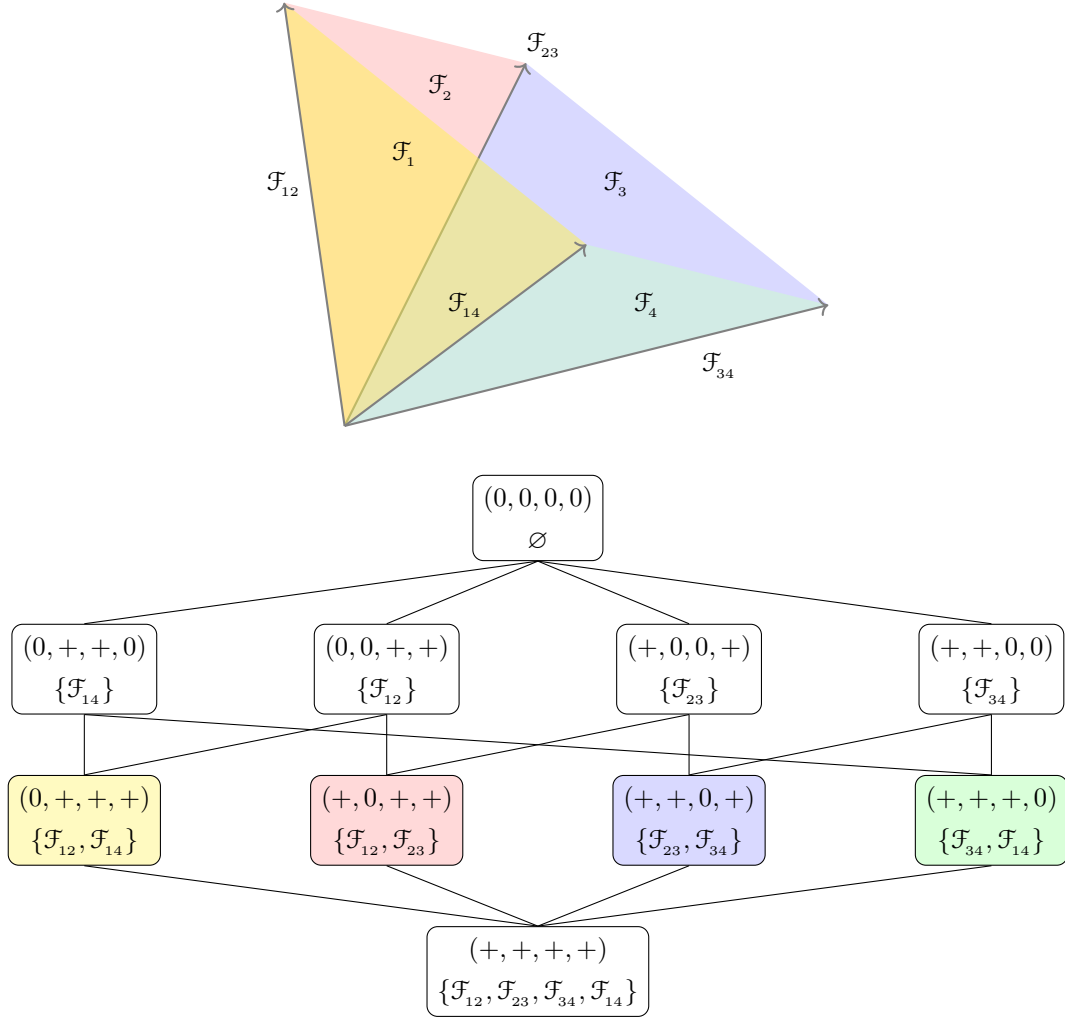 ℱ₂₃
ℱ₂
ℱ₁
ℱ₁₂
ℱ₃
ℱ₁₄
ℱ₄
ℱ₃₄
(0, 0, 0, 0)
∅
(0, +, +, 0)
{ℱ₁₄}
(0, 0, +, +)
{ℱ₁₂}
(+, 0, 0, +)
{ℱ₂₃}
(+, +, 0, 0)
{ℱ₃₄}
(0, +, +, +)
{ℱ₁₂, ℱ₁₄}
(+, 0, +, +)
{ℱ₁₂, ℱ₂₃}
(+, +, 0, +)
{ℱ₂₃, ℱ₃₄}
(+, +, +, 0)
{ℱ₃₄, ℱ₁₄}
(+, +, +, +)
{ℱ₁₂, ℱ₂₃, ℱ₃₄, ℱ₁₄}